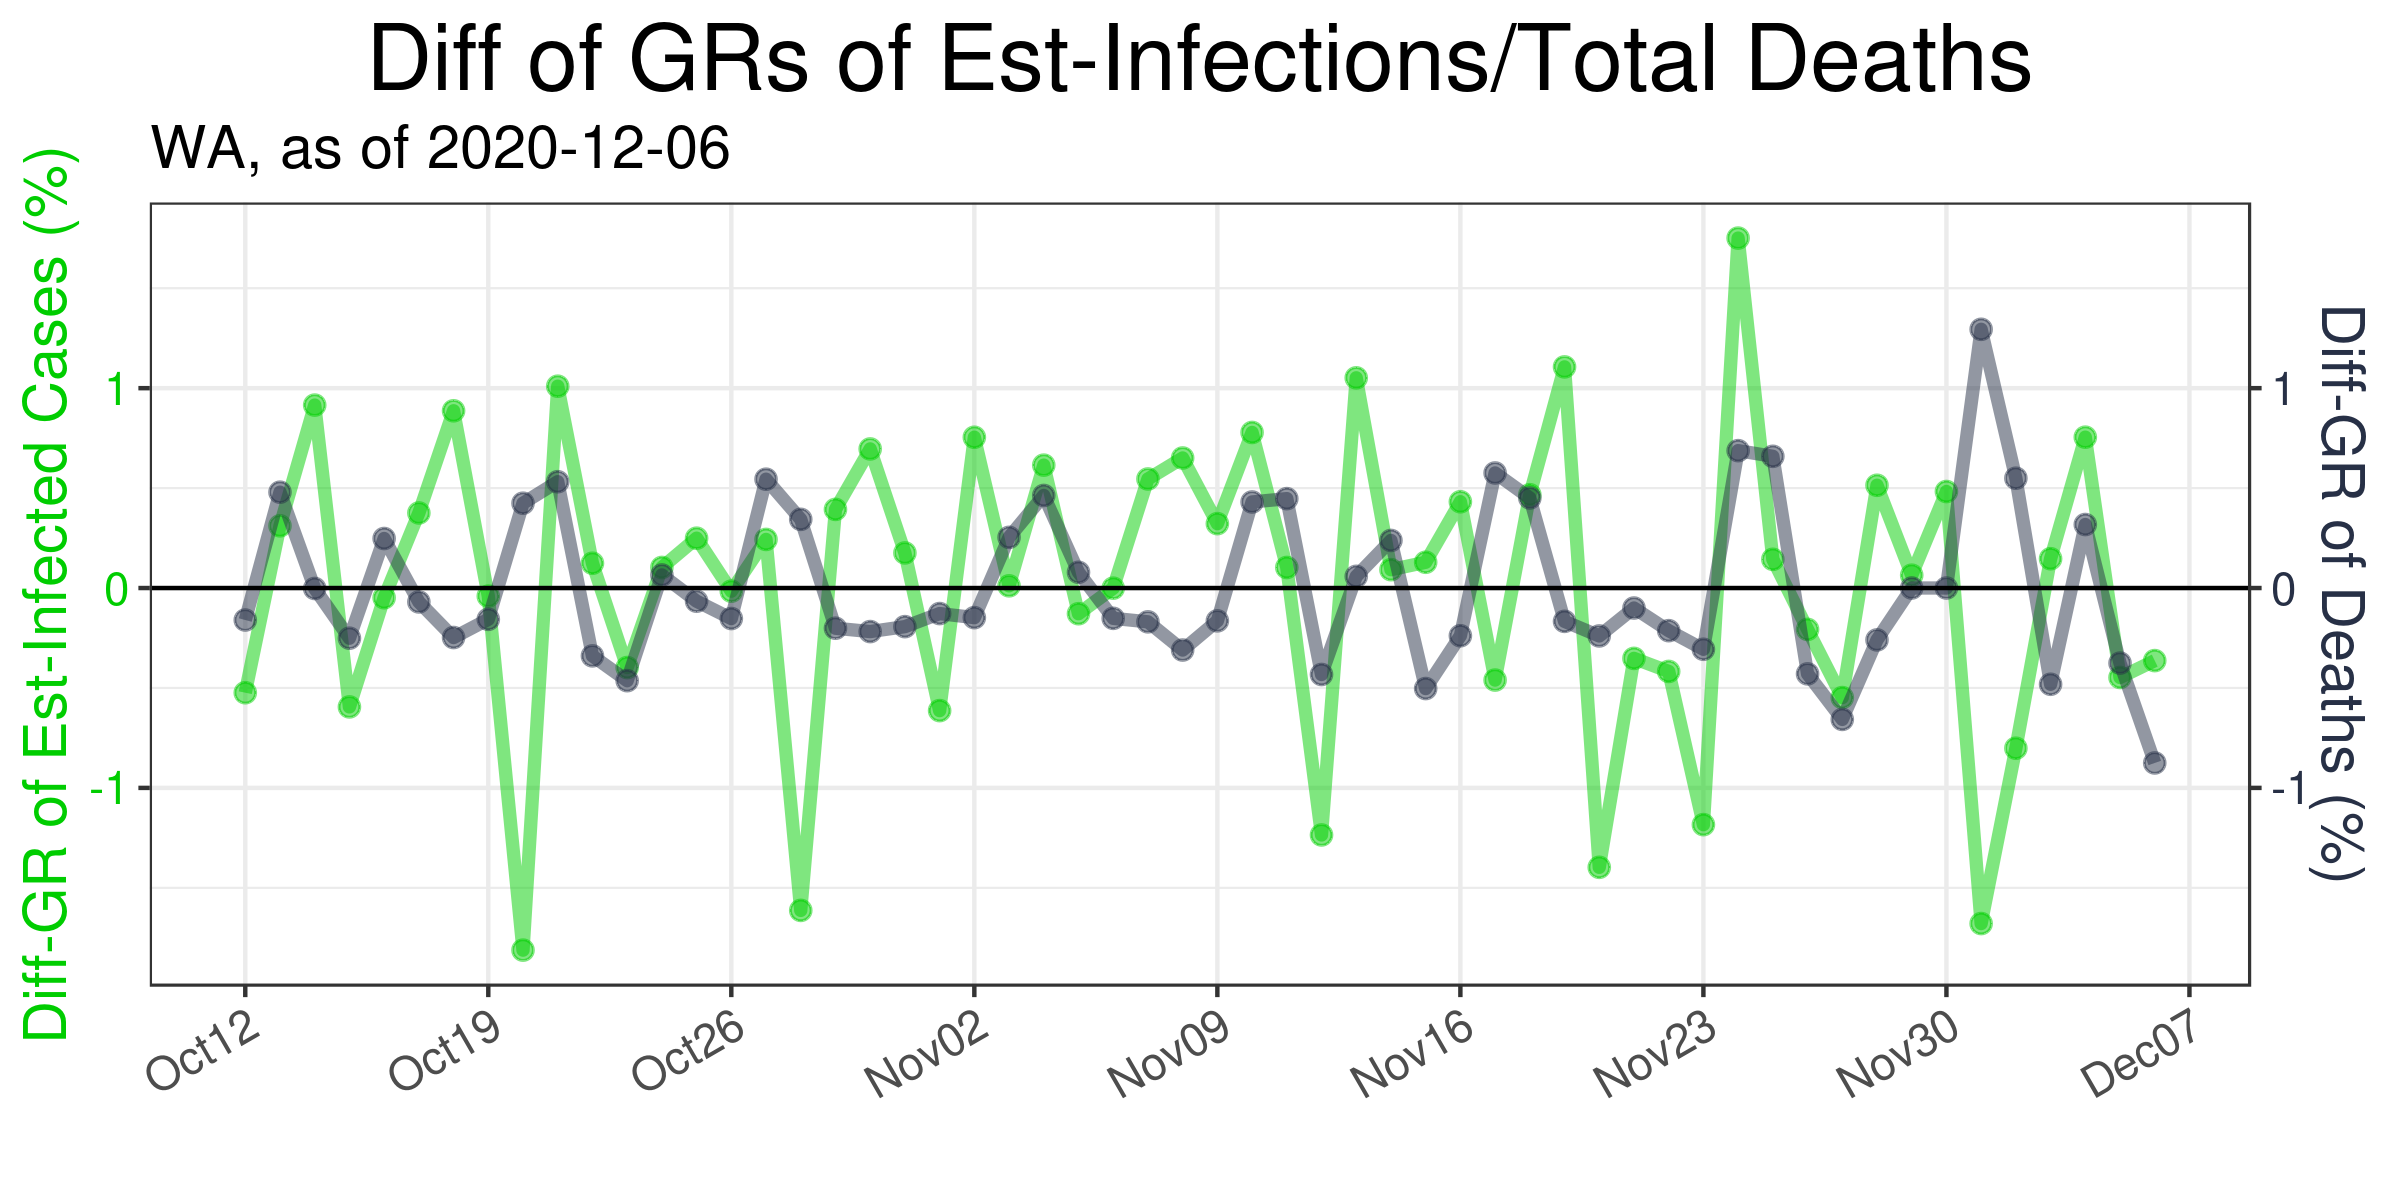 Diff of GRs of Est-Infections/Total Deaths
WA, as of 2020-12-06
Diff-GR of Est-Infected Cases (%)
1
0
-1
1
0
-1
Diff-GR of Deaths (%)
Oct12
Oct19
Oct26
Nov02
Nov09
Nov16
Nov23
Nov30
Dec07